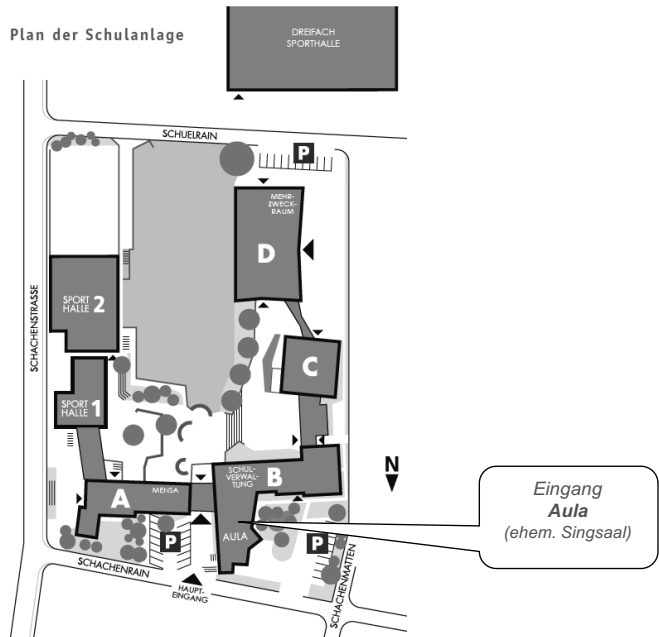 Plan der Schulanlage
DREIFACH
SPORTHALLE
SCHUELRAIN
P
MEHR-
ZWECK-
RAUM
D
SPORT
HALLE 2
SCHACHENSTRASSE
C
SPORT
HALLE 1
SCHUL-
VERWAL-
TUNG
B
N
A
MENSA
Eingang
Aula
(ehem. Singsaal)
AULA
P
P
SCHACHENRAIN
HAUPT-
EINGANG
SCHACHENMATTEN